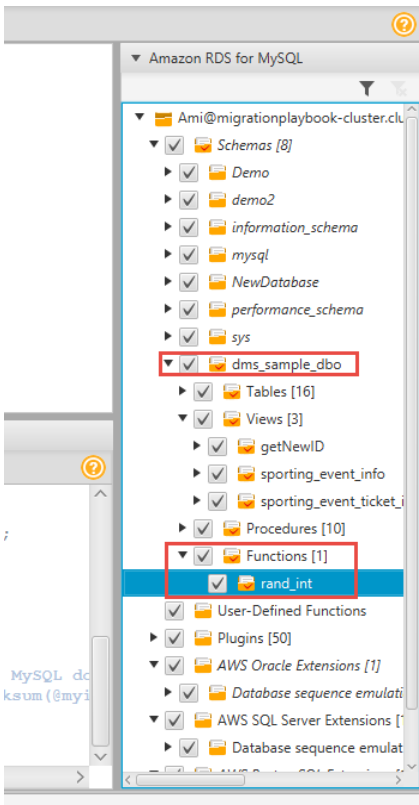 Amazon RDS for MySQL
Ami@migrationplaybook-cluster.clu
Schemas [8]
Demo
demo2
information_schema
mysql
NewDatabase
performance_schema
sys
dms_sample_dbo
Tables [16]
Views [3]
getNewID
sporting_event_info
sporting_event_ticket_i
Procedures [10]
Functions [1]
rand_int
User-Defined Functions
Plugins [50]
AWS Oracle Extensions [1]
Database sequence emulati
AWS SQL Server Extensions [
Database sequence emulat
;
MySQL do
ksum(@myi